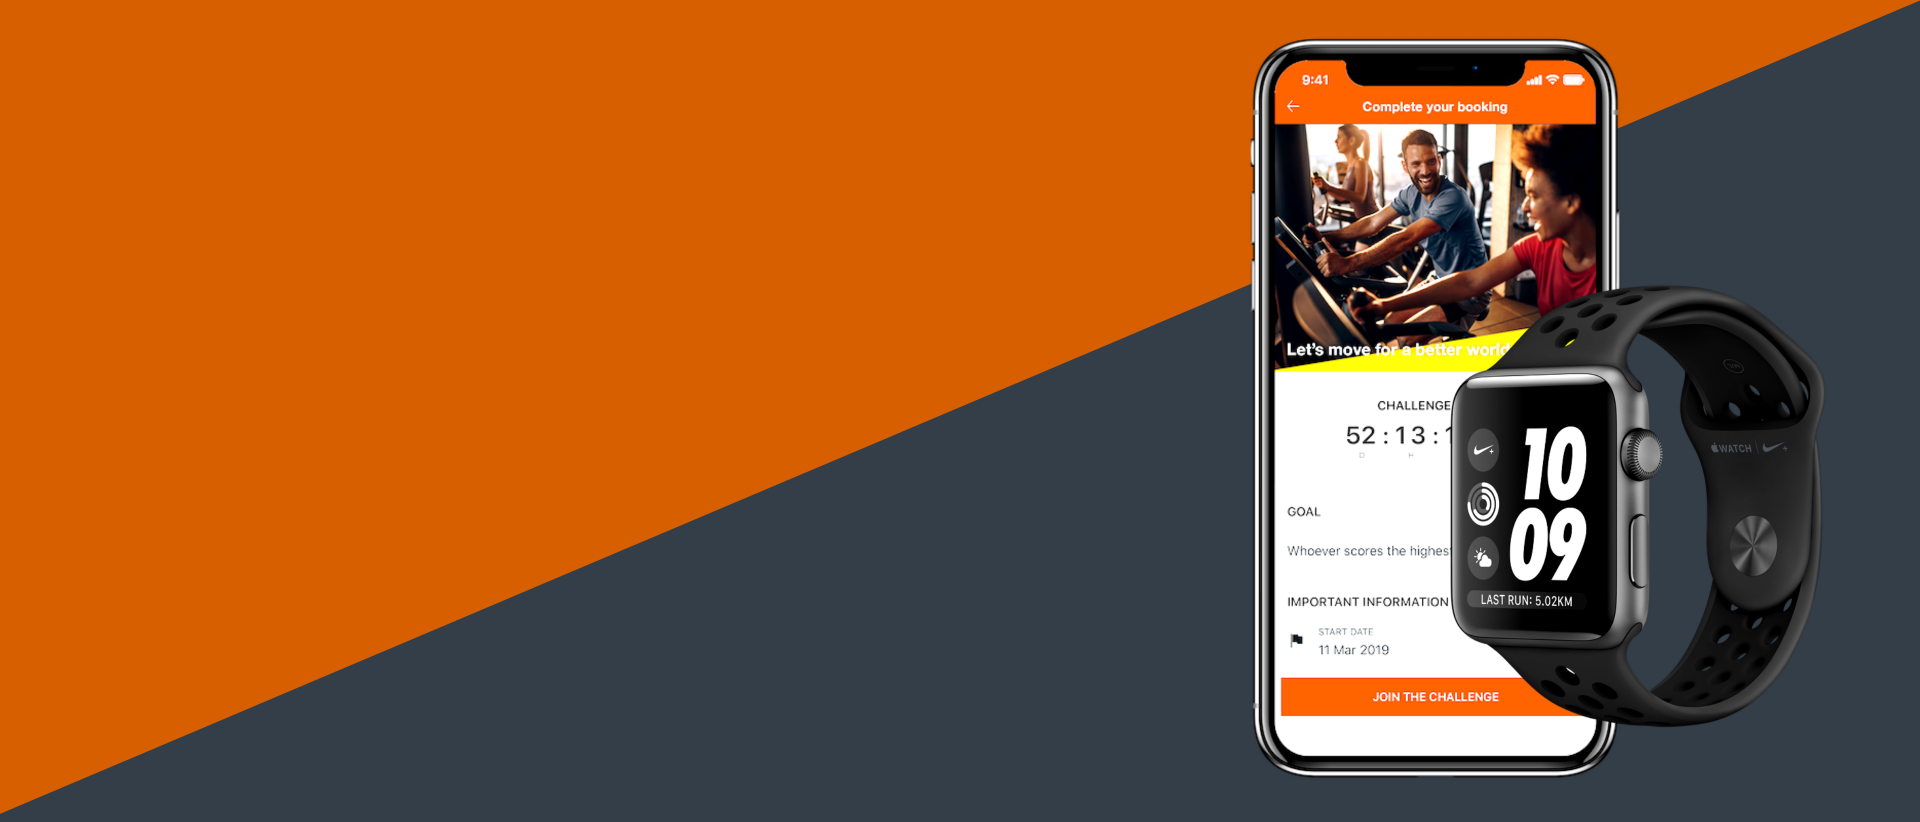 9:41
Complete your booking
Let's move for a better world
CHALLENGE
52 : 13 : 1
D H
GOAL
Whoever scores the highest
IMPORTANT INFORMATION
START DATE
11 Mar 2019
JOIN THE CHALLENGE
10
09
LAST RUN: 5.02KM
WATCH